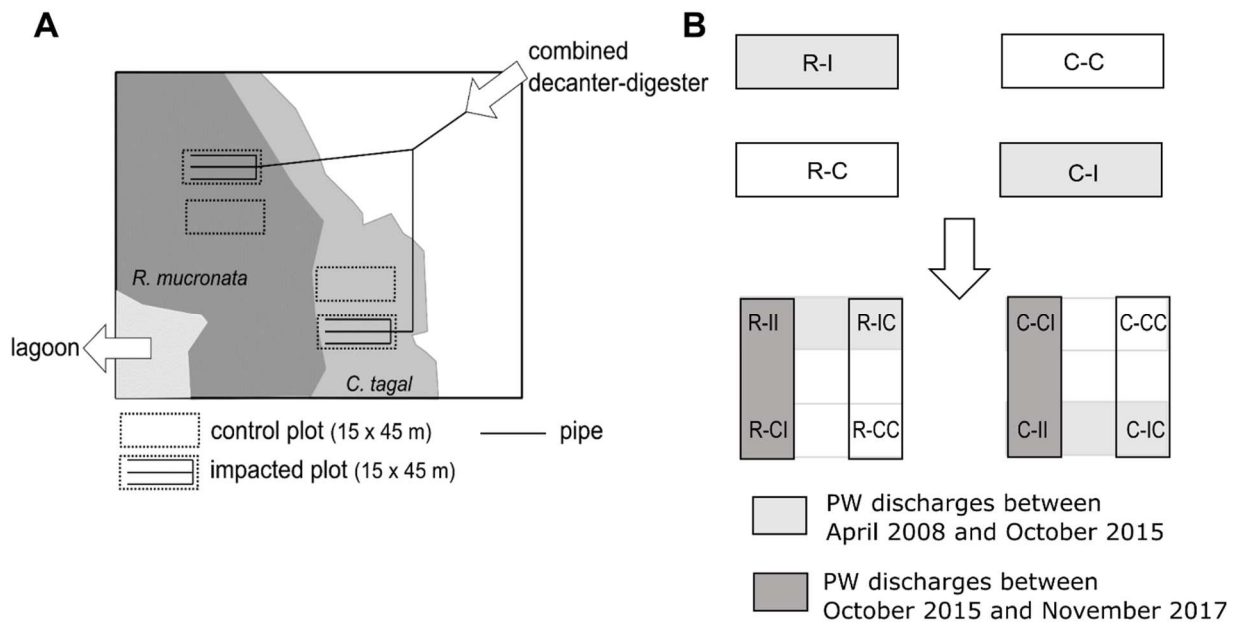 A
combined
decanter-digester
R. mucronata
lagoon
C. tagal
control plot (15 x 45 m)
pipe
impacted plot (15 x 45 m)
B
R-I
C-C
R-C
C-I
R-II
R-IC
C-CI
C-CC
R-CI
R-CC
C-II
C-IC
PW discharges between
April 2008 and October 2015
PW discharges between
October 2015 and November 2017